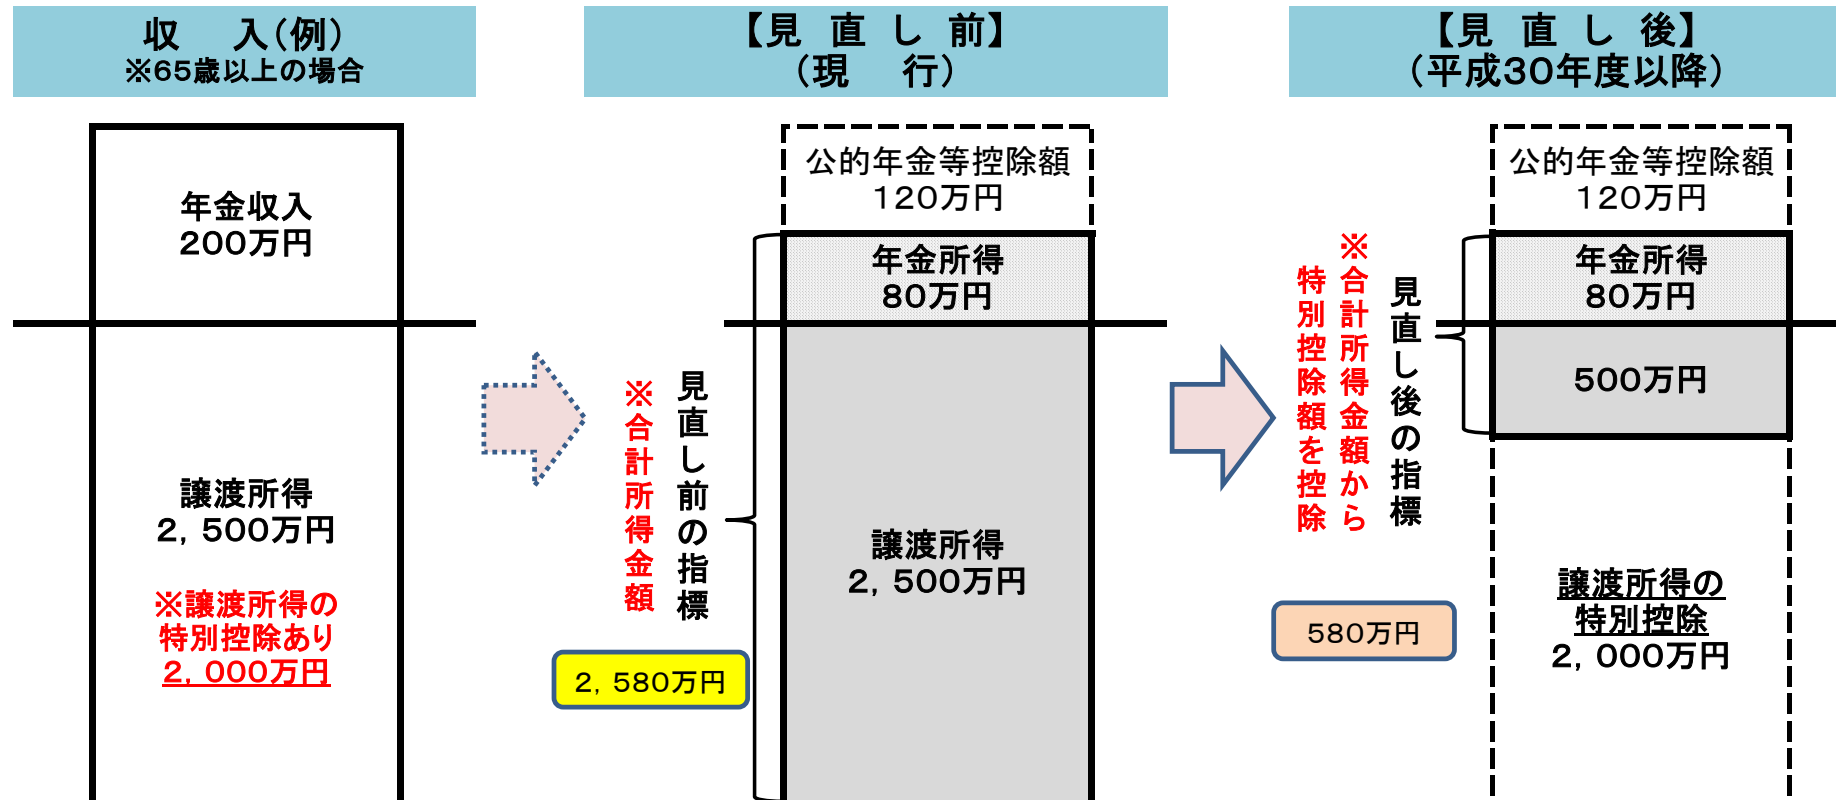 収　入（例）
※６５歳以上の場合
年金収入
２００万円
譲渡所得
２，５００万円
※譲渡所得の
特別控除あり
２，０００万円
【見 直 し 前】
（現　行）
公的年金等控除額
１２０万円
年金所得
８０万円
見直し前の指標
※合計所得金額
２，５８０万円
譲渡所得
２，５００万円
【見 直 し 後】
（平成３０年度以降）
公的年金等控除額
１２０万円
年金所得
８０万円
５００万円
見直し後の指標
※合計所得金額から
特別控除額を控除
５８０万円
譲渡所得の
特別控除
２，０００万円